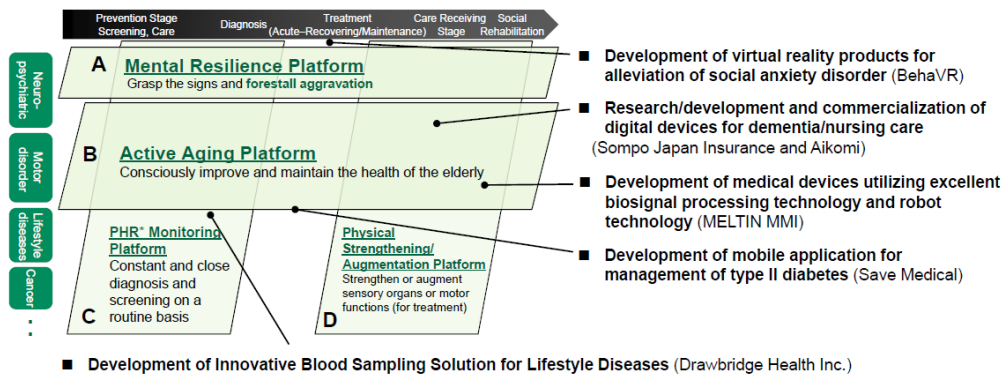 Prevention Stage
Screening, Care
Diagnosis
Treatment
(Acute–Recovering/Maintenance)
Care Receiving
Stage
Social
Rehabilitation
Neuro-
psychiatric
Motor
disorder
Lifestyle
diseases
Cancer
A
Mental Resilience Platform
Grasp the signs and forestall aggravation
B
Active Aging Platform
Consciously improve and maintain the health of the elderly
PHR* Monitoring
Platform
Constant and close
diagnosis and
screening on a
routine basis
C
Physical
Strengthening/
Augmentation Platform
Strengthen or augment
sensory organs or motor
functions (for treatment)
D
■ Development of virtual reality products for
alleviation of social anxiety disorder (BehaVR)
■ Research/development and commercialization of
digital devices for dementia/nursing care
(Sompo Japan Insurance and Aikomi)
■ Development of medical devices utilizing excellent
biosignal processing technology and robot
technology (MELTIN MMI)
■ Development of mobile application for
management of type II diabetes (Save Medical)
■ Development of Innovative Blood Sampling Solution for Lifestyle Diseases (Drawbridge Health Inc.)